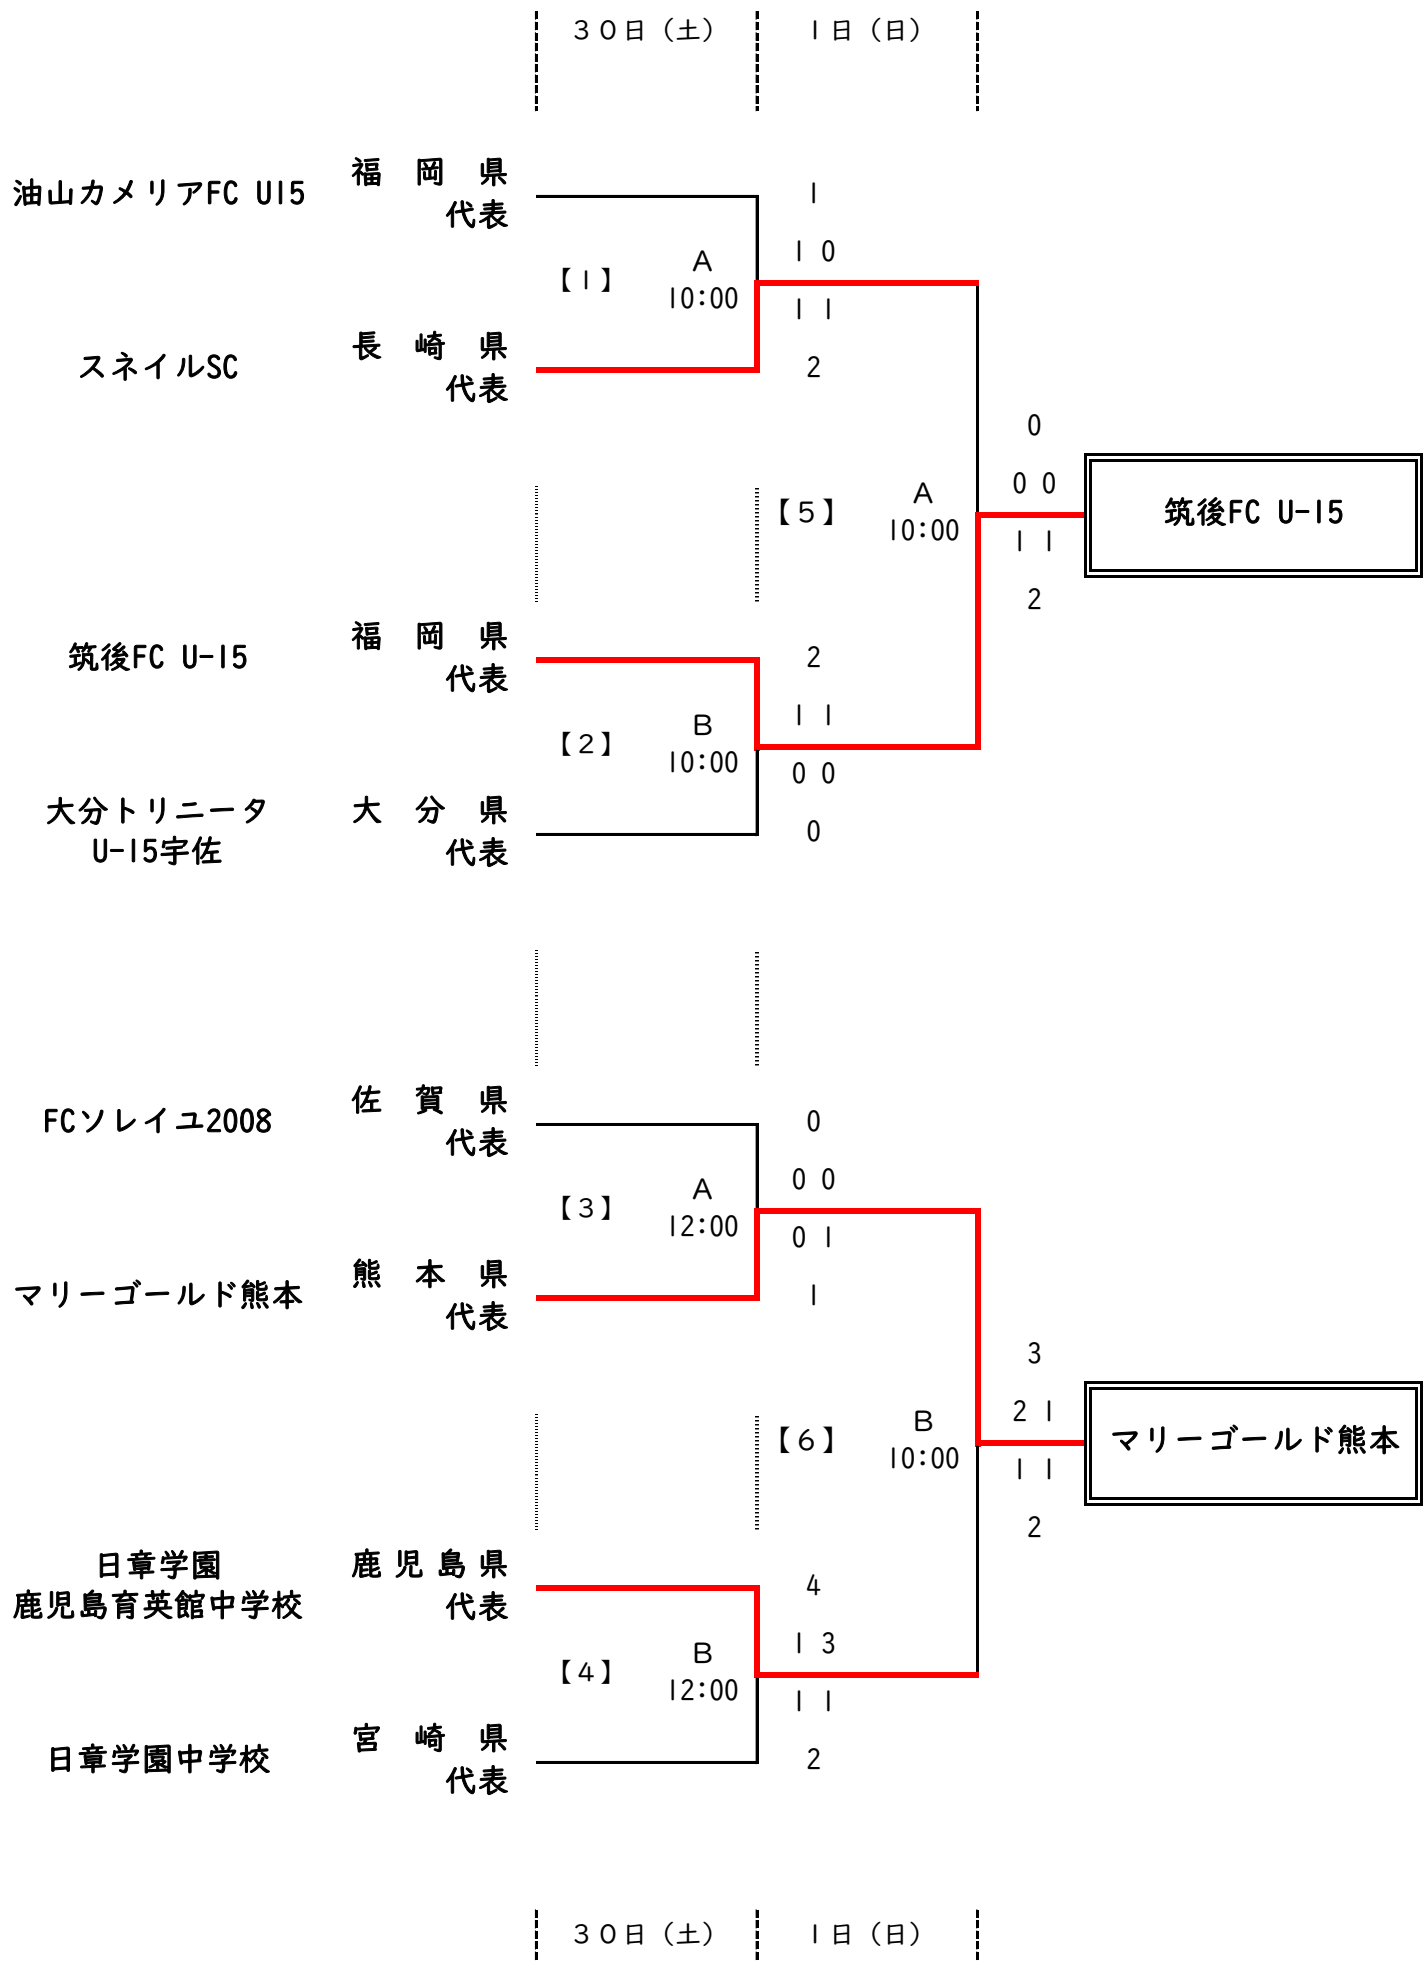 ３０日（土） １日（日）
油山カメリアFC U15 福岡県
代表
1
【１】 A
10:00
1 0
1 1
スネイルSC 長崎県
代表
2
【５】 A
10:00
0
0 0
1 1
2
筑後FC U-15
筑後FC U-15 福岡県
代表
2
【２】 B
10:00
1 1
0 0
大分トリニータ
U-15宇佐
大分県
代表
0
FCソレイユ2008 佐賀県
代表
0
【３】 A
12:00
0 0
0 1
マリーゴールド熊本 熊本県
代表
1
【６】 B
10:00
3
2 1
1 1
2
マリーゴールド熊本
日章学園
鹿児島育英館中学校
鹿児島県
代表
4
【４】 B
12:00
1 3
1 1
日章学園中学校 宮崎県
代表
2
３０日（土） １日（日）